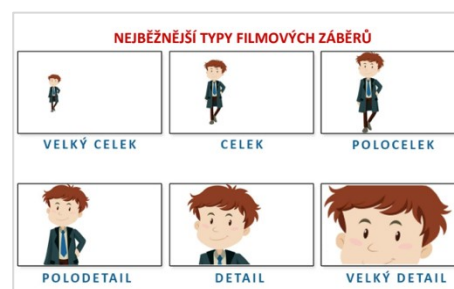 NEJBĚŽNĚJŠÍ TYPY FILMOVÝCH ZÁBĚRŮ
VELKÝ CELEK
CELEK
POLOCELEK
POLODETAIL
DETAIL
VELKÝ DETAIL